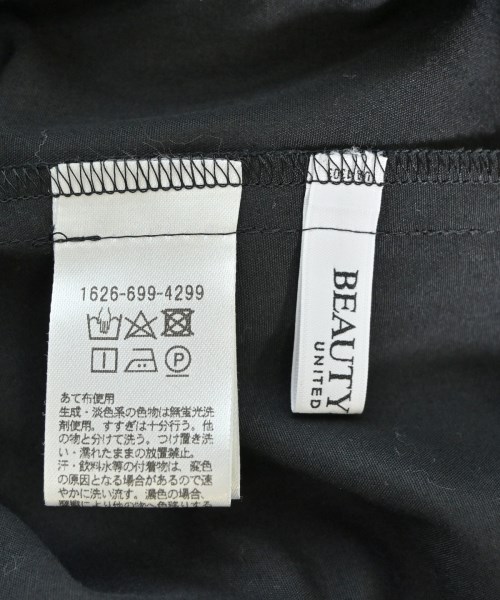 1626-699-4299
あて布使用
生成・淡色系の色物は無蛍光洗
剤使用。すすぎは十分行う。他
の物と分けて洗う。つけ置き洗
い・濡れたままの放置禁止。
汗・飲料水等の付着物は、変色
の原因となる場合があるので速
やかに洗い流す。濃色の場合、
BEAUTY
UNITED